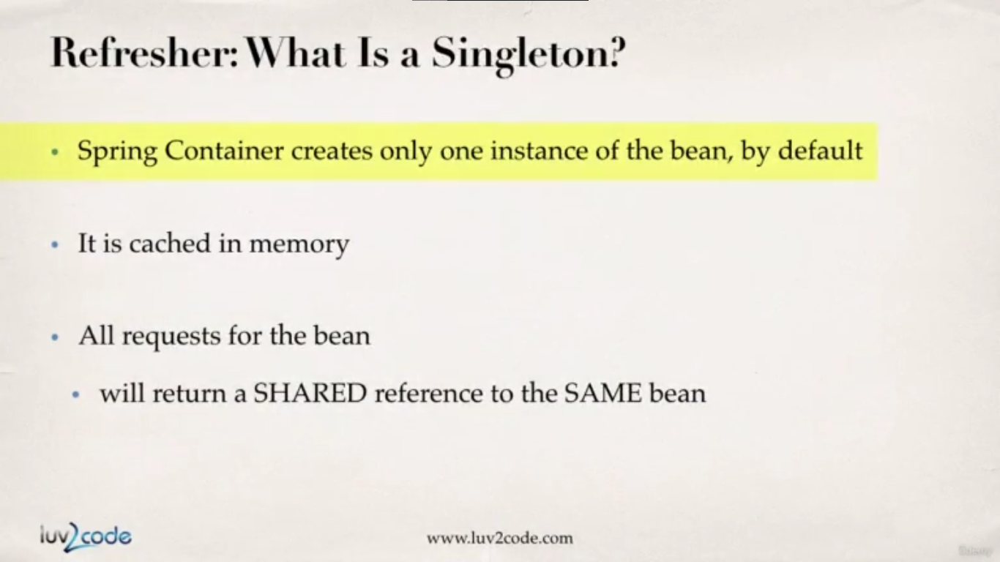 Refresher: What Is a Singleton?
• Spring Container creates only one instance of the bean, by default
• It is cached in memory
• All requests for the bean
• will return a SHARED reference to the SAME bean
luv2code
www.luv2code.com
Udemy